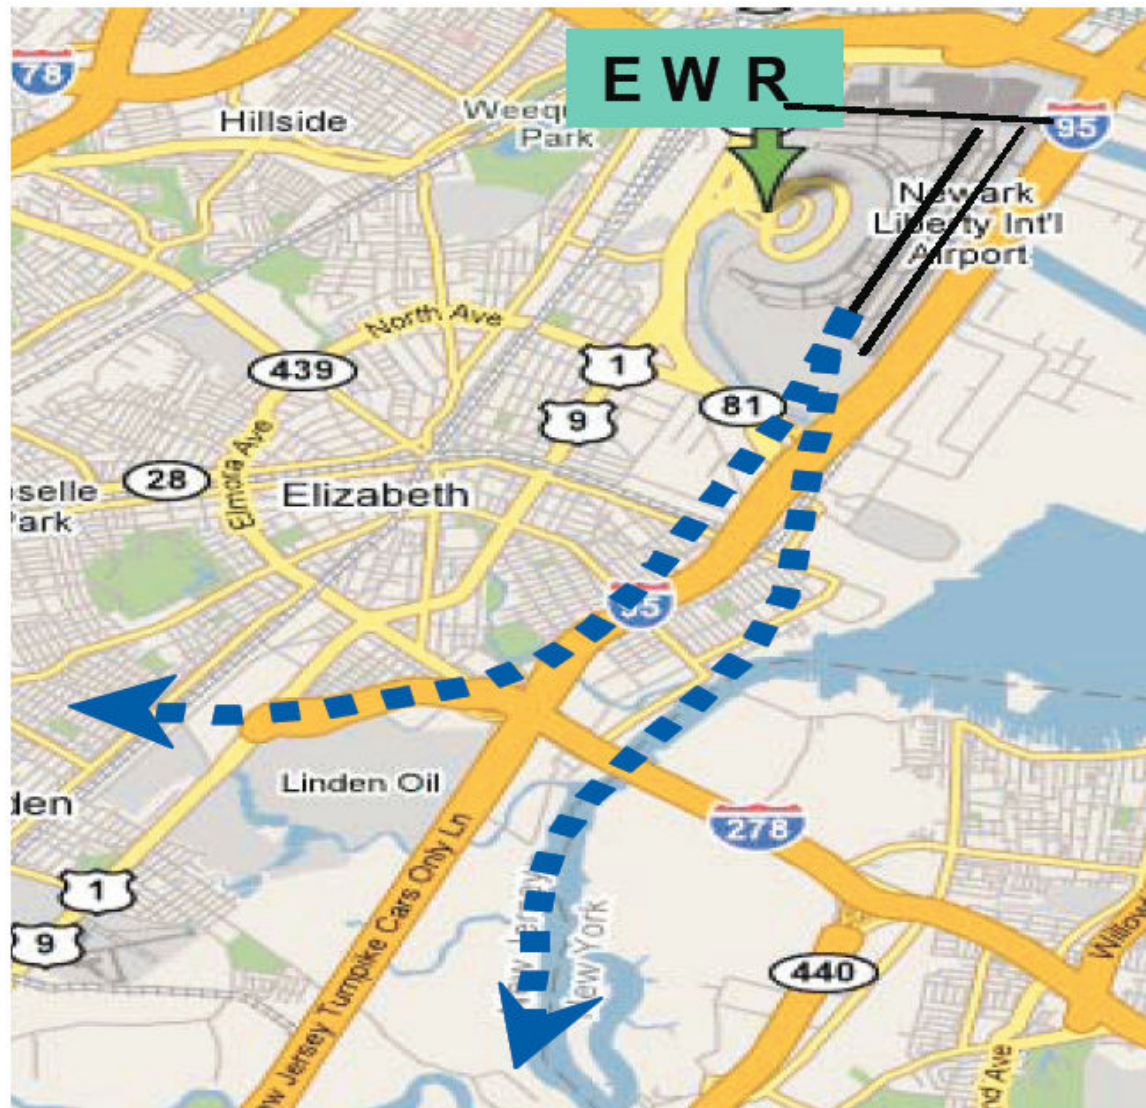 E W R
78
Hillside
Park
95
Newark
Liberty Int'l
Airport
North Ave
1
439
81
9
Elmora Ave
28
Elizabeth
Park
95
Linden Oil
278
1
New Jersey
New York
9
440
Jersey Turnpike Cars Only Ln